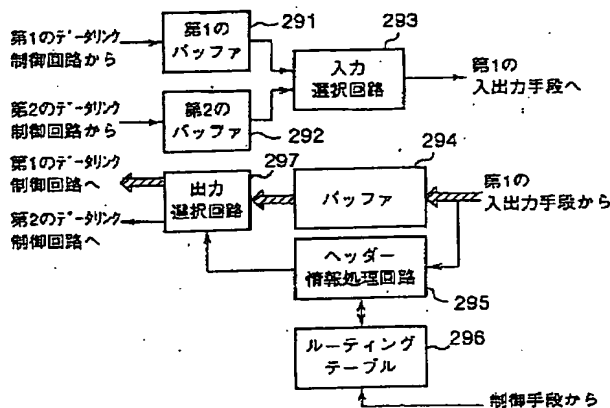 第1のデータリンク
制御回路から
第1の
バッファ
291
293
入力
選択回路
第1の
入出力手段へ
第2のデータリンク
制御回路から
第2の
バッファ
292
第1のデータリンク
制御回路へ
297
294
出力
選択回路
バッファ
第1の
入出力手段から
第2のデータリンク
制御回路へ
ヘッダー
情報処理回路
295
296
ルーティング
テーブル
制御手段から